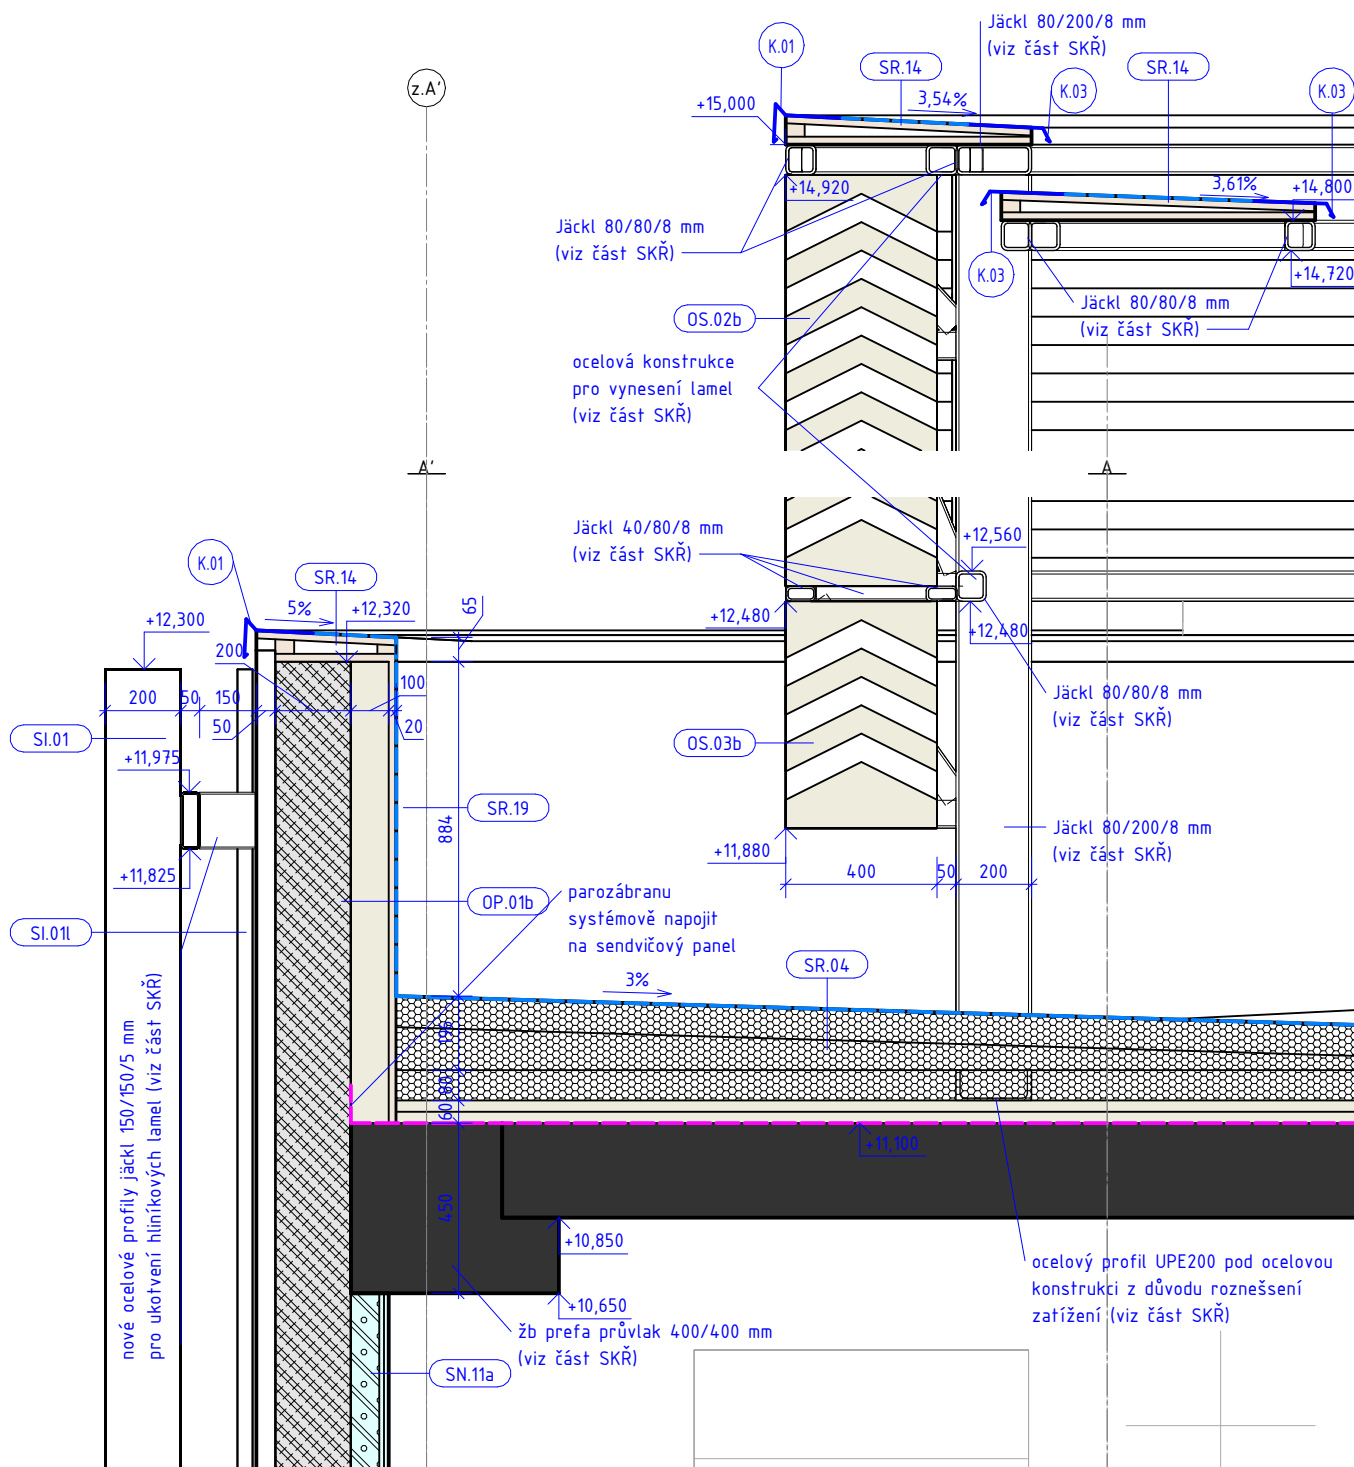 Jäckl 80/200/8 mm
(viz část SKŘ)
K.01
SR.14
SR.14
z.A'
+15,000
3,54%
K.03
K.03
+14,920
3,61%
+14,800
Jäckl 80/80/8 mm
(viz část SKŘ)
K.03
+14,720
Jäckl 80/80/8 mm
(viz část SKŘ)
OS.02b
ocelová konstrukce
pro vynesení lamel
(viz část SKŘ)
A'
A
Jäckl 40/80/8 mm
(viz část SKŘ)
+12,560
K.01
SR.14
5%
+12,320
65
+12,300
+12,480
+12,480
200
200
50
150
100
50
20
Jäckl 80/80/8 mm
(viz část SKŘ)
SI.01
OS.03b
+11,975
SR.19
884
Jäckl 80/200/8 mm
(viz část SKŘ)
+11,880
+11,825
400
50
200
OP.01b
parozábranu
systémově napojit
na sendvičový panel
SI.01l
SR.04
3%
196
80
60
+11,100
450
nové ocelové profily jäckl 150/150/5 mm
pro ukotvení hliníkových lamel (viz část SKŘ)
+10,850
ocelový profil UPE200 pod ocelovou
konstrukci z důvodu roznešsení
zatížení (viz část SKŘ)
+10,650
žb prefa průvlak 400/400 mm
(viz část SKŘ)
SN.11a